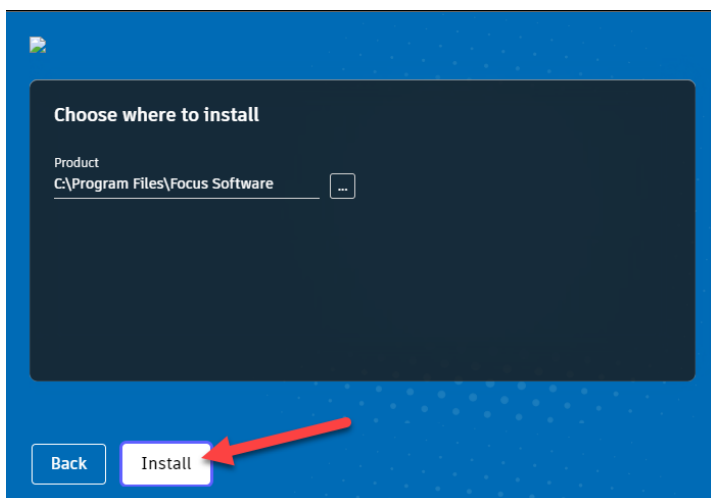 Choose where to install
Product
C:\Program Files\Focus Software
...
Back
Install